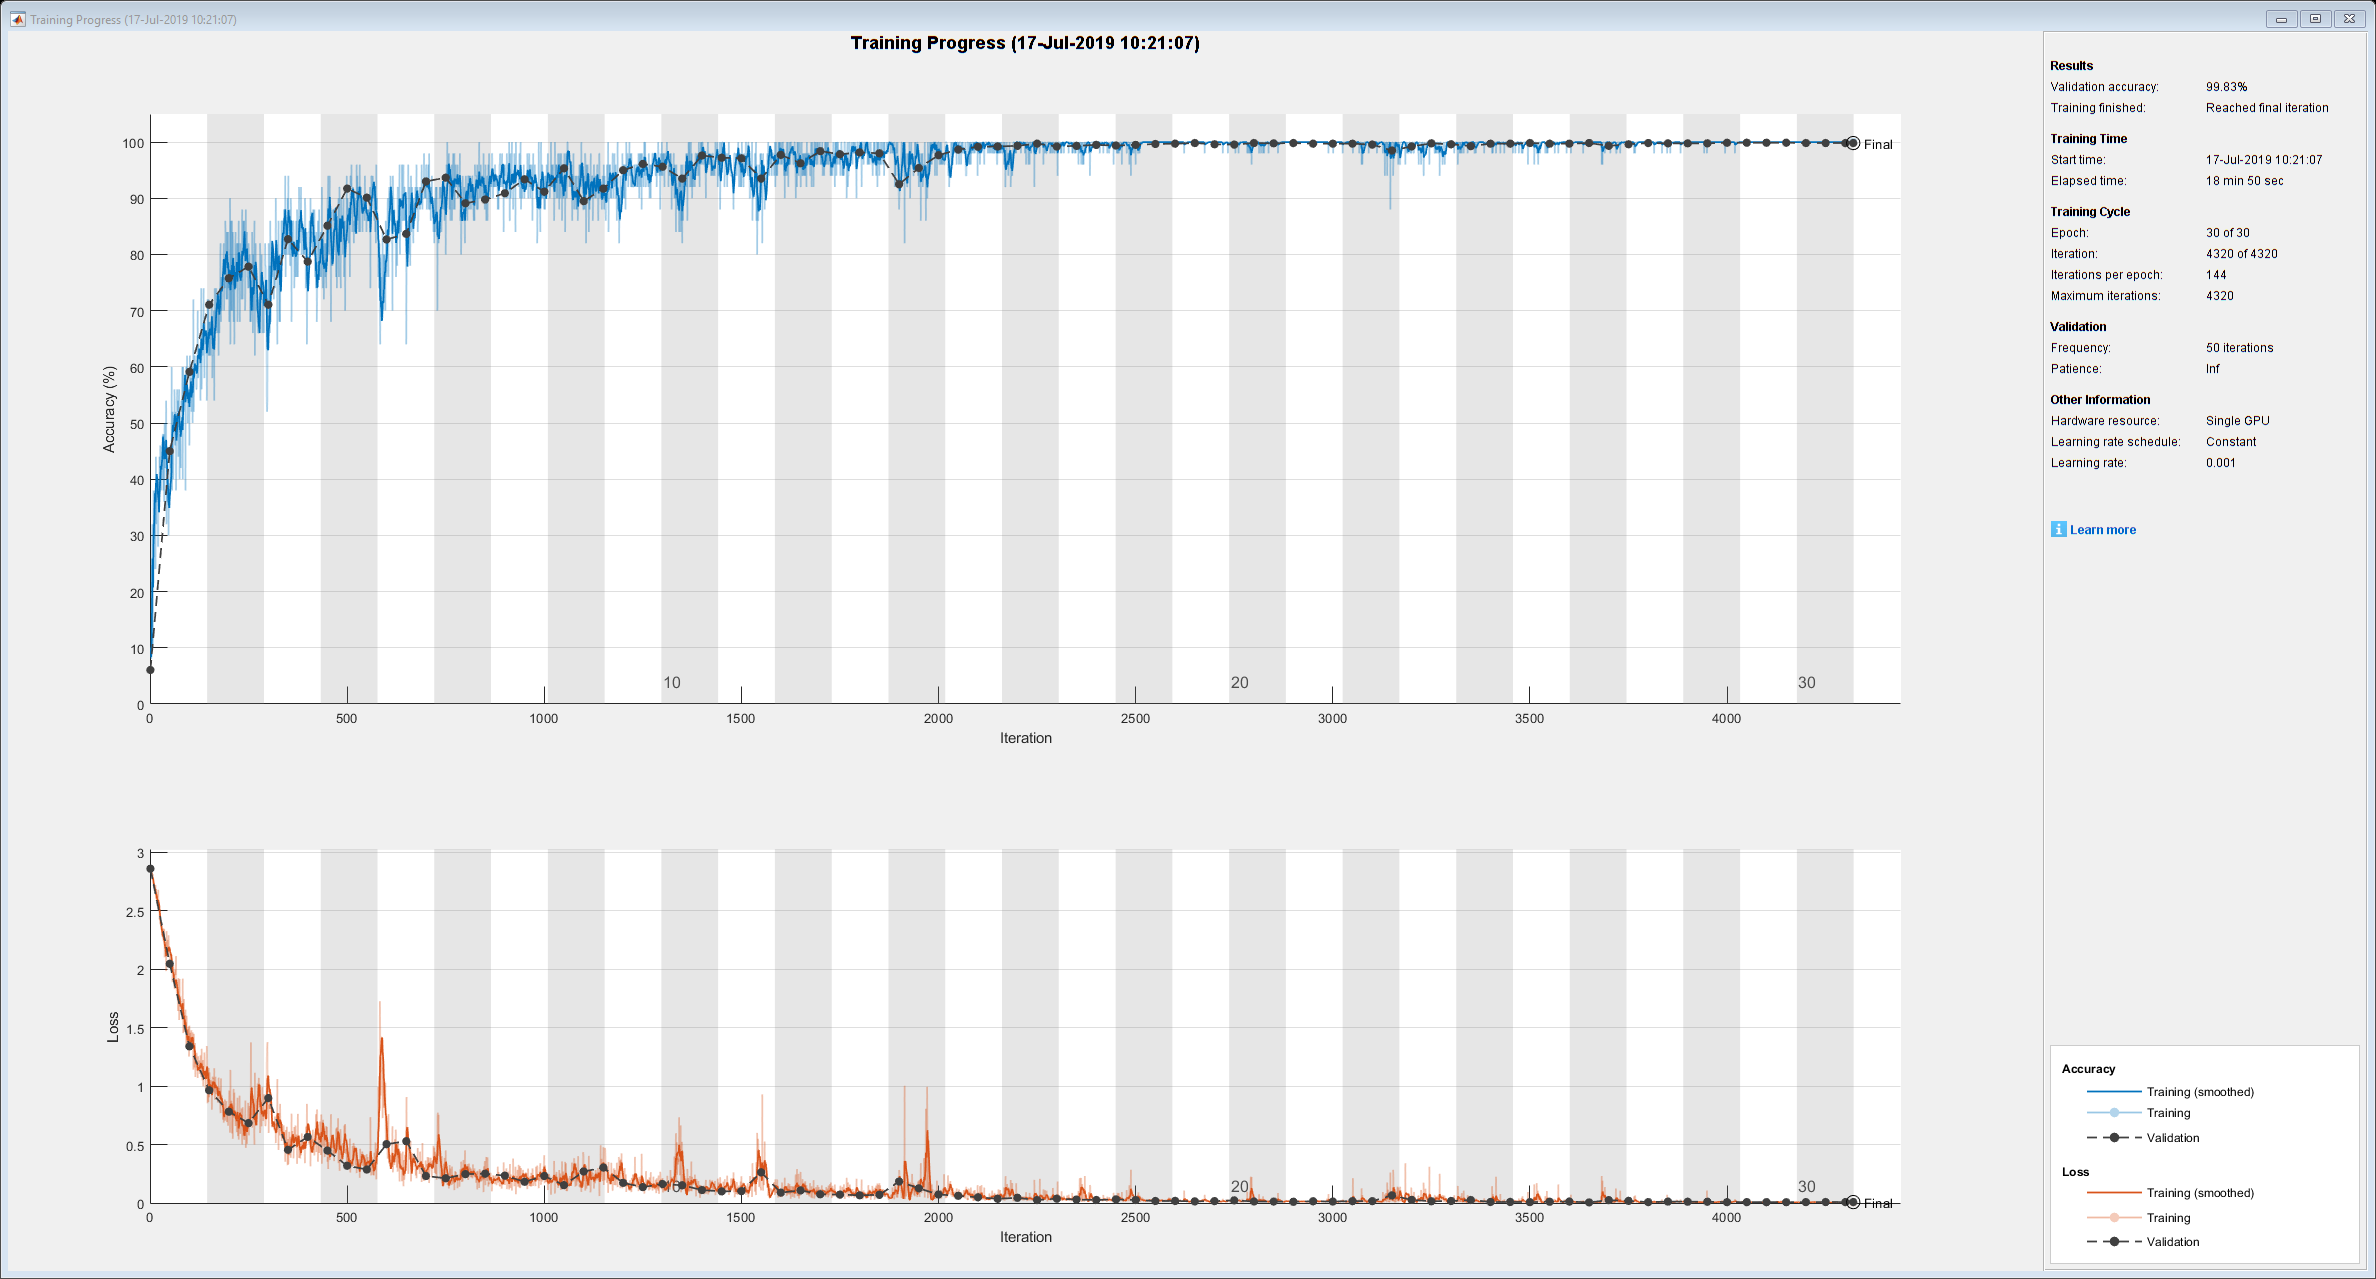 Training Progress (17-Jul-2019 10:21:07)
Training Progress (17-Jul-2019 10:21:07)
100
90
80
70
60
50
40
30
20
10
0
Accuracy (%)
Final
10
20
30
0
500
1000
1500
2000
2500
3000
3500
4000
Iteration
3
2.5
2
1.5
1
0.5
0
Loss
20
30
Final
0
500
1000
1500
2000
2500
3000
3500
4000
Iteration
Results
Validation accuracy: 99.83%
Training finished: Reached final iteration
Training Time
Start time: 17-Jul-2019 10:21:07
Elapsed time: 18 min 50 sec
Training Cycle
Epoch: 30 of 30
Iteration: 4320 of 4320
Iterations per epoch: 144
Maximum iterations: 4320
Validation
Frequency: 50 iterations
Patience: Inf
Other Information
Hardware resource: Single GPU
Learning rate schedule: Constant
Learning rate: 0.001
i Learn more
Accuracy
Training (smoothed)
Training
Validation
Loss
Training (smoothed)
Training
Validation